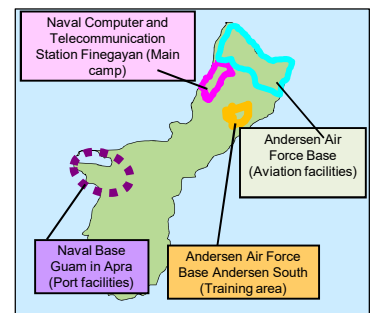 Naval Computer and
Telecommunication
Station Finegayan (Main
camp)
Andersen Air
Force Base
(Aviation facilities)
Naval Base
Guam in Apra
(Port facilities)
Andersen Air Force
Base Andersen South
(Training area)